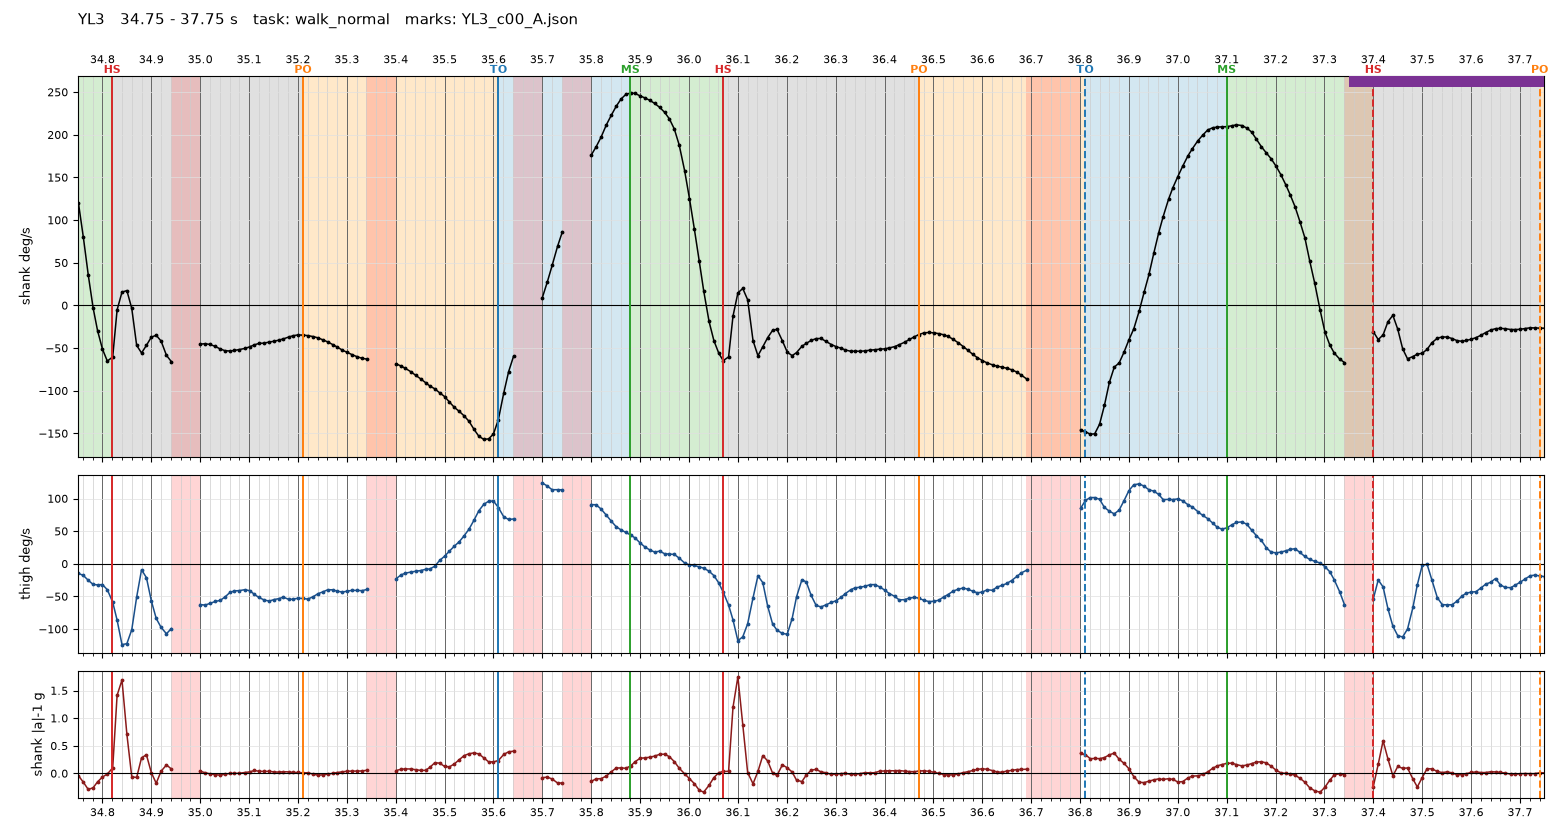 YL3   34.75 - 37.75 s   task: walk_normal   marks: YL3_c00_A.json
34.8 34.9 35.0 35.1 35.2 35.3 35.4 35.5 35.6 35.7 35.8 35.9 36.0 36.1 36.2 36.3 36.4 36.5 36.6 36.7 36.8 36.9 37.0 37.1 37.2 37.3 37.4 37.5 37.6 37.7
HS PO TO MS HS PO TO MS HS PO
shank deg/s
250
200
150
100
50
0
−50
−100
−150
thigh deg/s
100
50
0
−50
−100
shank |a|-1 g
1.5
1.0
0.5
0.0
34.8 34.9 35.0 35.1 35.2 35.3 35.4 35.5 35.6 35.7 35.8 35.9 36.0 36.1 36.2 36.3 36.4 36.5 36.6 36.7 36.8 36.9 37.0 37.1 37.2 37.3 37.4 37.5 37.6 37.7